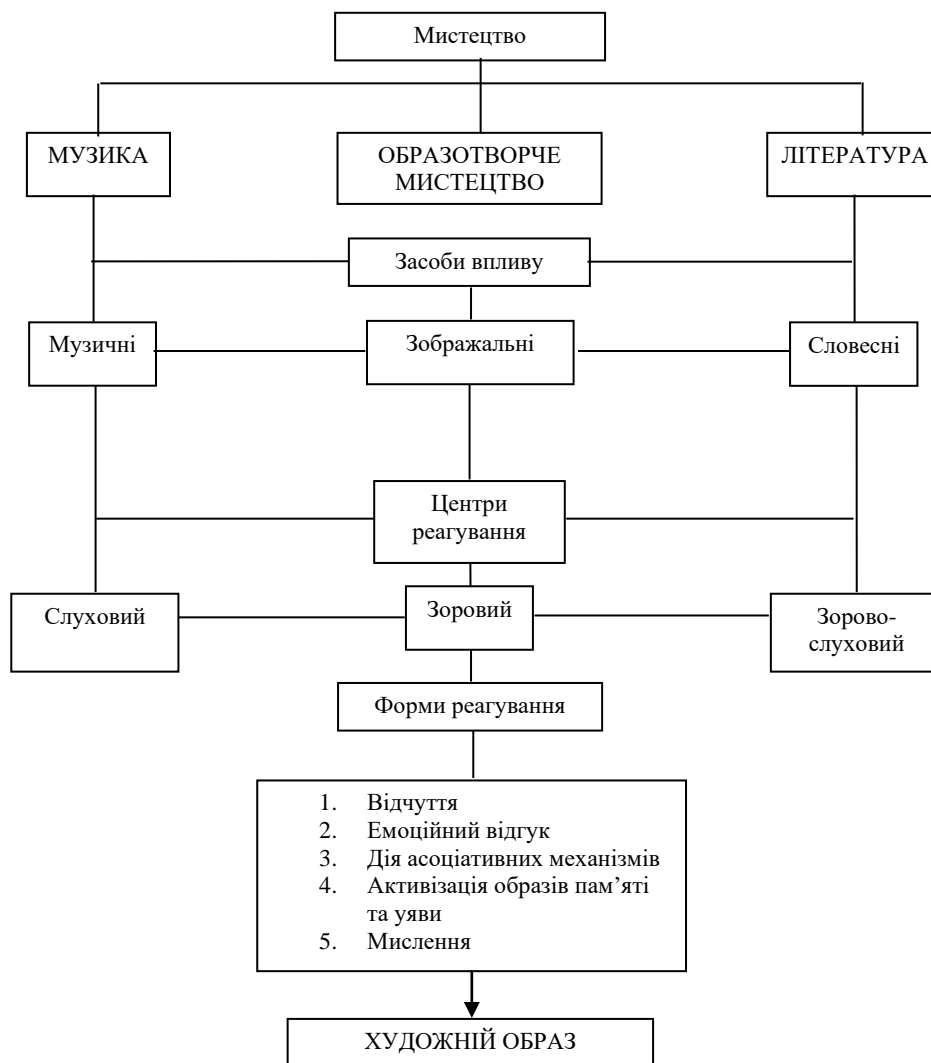 Мистецтво
МУЗИКА
ОБРАЗОТВОРЧЕ
МИСТЕЦТВО
ЛІТЕРАТУРА
Засоби впливу
Музичні
Зображальні
Словесні
Центри
реагування
Слуховий
Зоровий
Зорово-
слуховий
Форми реагування
1. Відчуття
2. Емоційний відгук
3. Дія асоціативних механізмів
4. Активізація образів пам’яті
та уяви
5. Мислення
ХУДОЖНІЙ ОБРАЗ